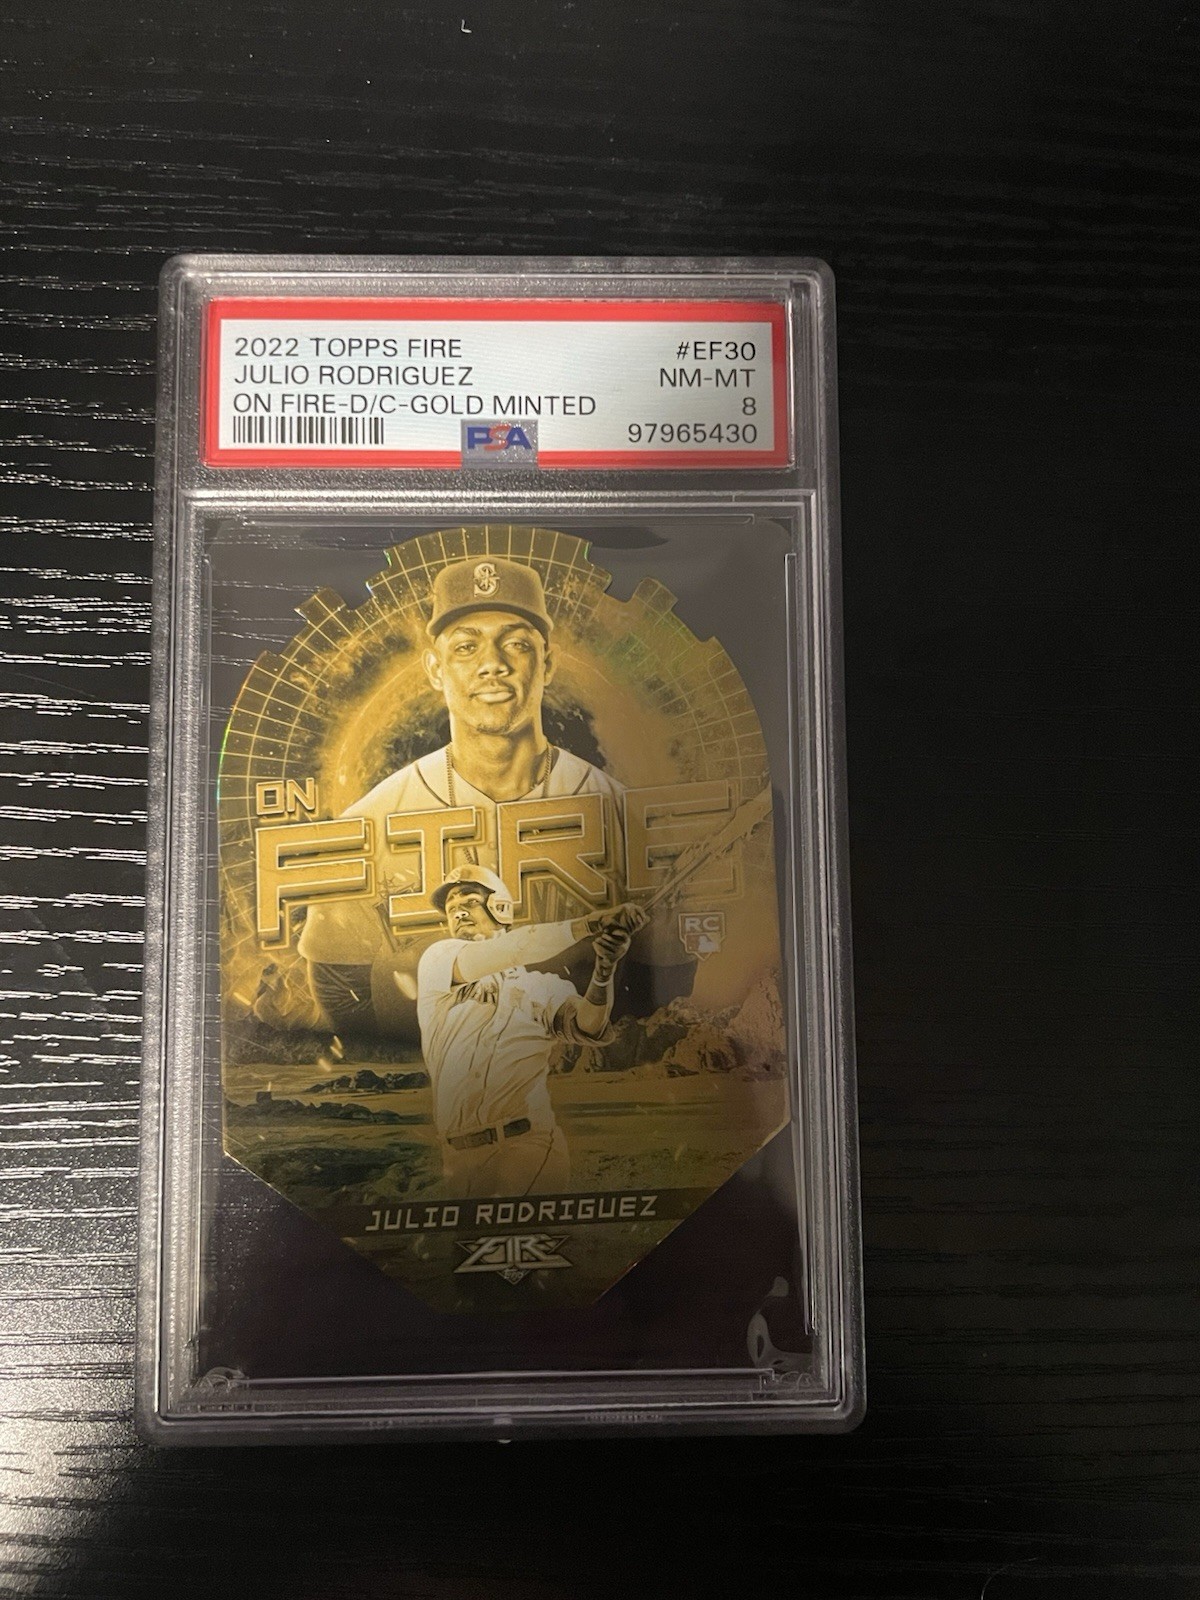 2022 TOPPS FIRE #EF30
JULIO RODRIGUEZ NM-MT
ON FIRE-D/C-GOLD MINTED 8
PSA 97965430
S
ON
FIRE
RC
JULIO RODRIGUEZ
FIRE